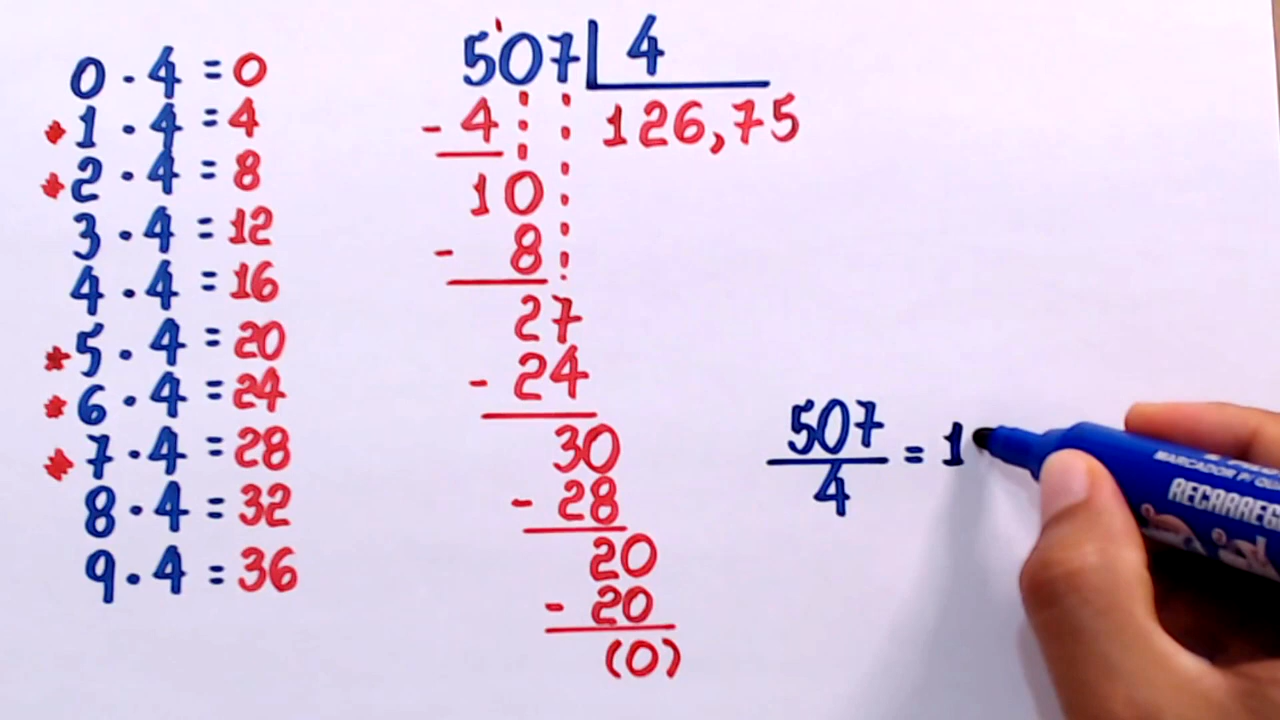 0 · 4 = 0
* 1 · 4 = 4
* 2 · 4 = 8
3 · 4 = 12
4 · 4 = 16
* 5 · 4 = 20
* 6 · 4 = 24
* 7 · 4 = 28
8 · 4 = 32
9 · 4 = 36
507 4
- 4 126,75
10
- 8
27
- 24
30
- 28
20
- 20
(0)
507
= 1
4
MARCADOR P/
RECARREG